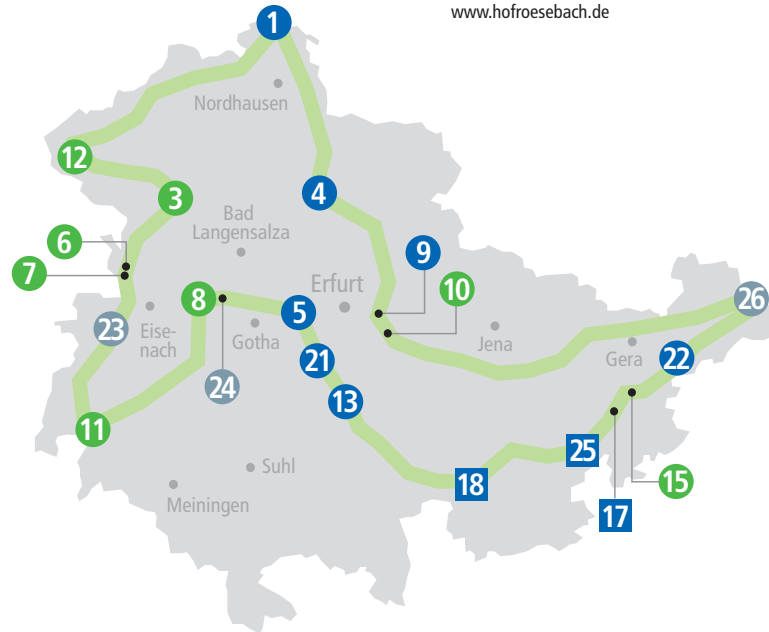 www.hofroesebach.de
1
Nordhausen
12
3
4
Bad
Langensalza
6
9
7
10
8
Erfurt
26
5
23
Eise-
nach
Gotha
Jena
Gera
22
21
24
13
11
25
Suhl
18
15
Meiningen
17